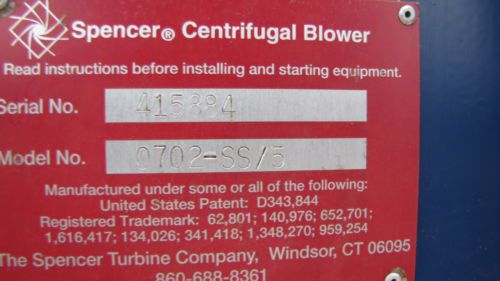 Spencer® Centrifugal Blower
Read instructions before installing and starting equipment.
Serial No. 415894
Model No. 0702-SS/5
Manufactured under some or all of the following:
United States Patent: D343,844
Registered Trademark: 62,801; 140,976; 652,701;
1,616,417; 134,026; 341,418; 1,348,270; 959,254
The Spencer Turbine Company, Windsor, CT 06095
860-688-8361